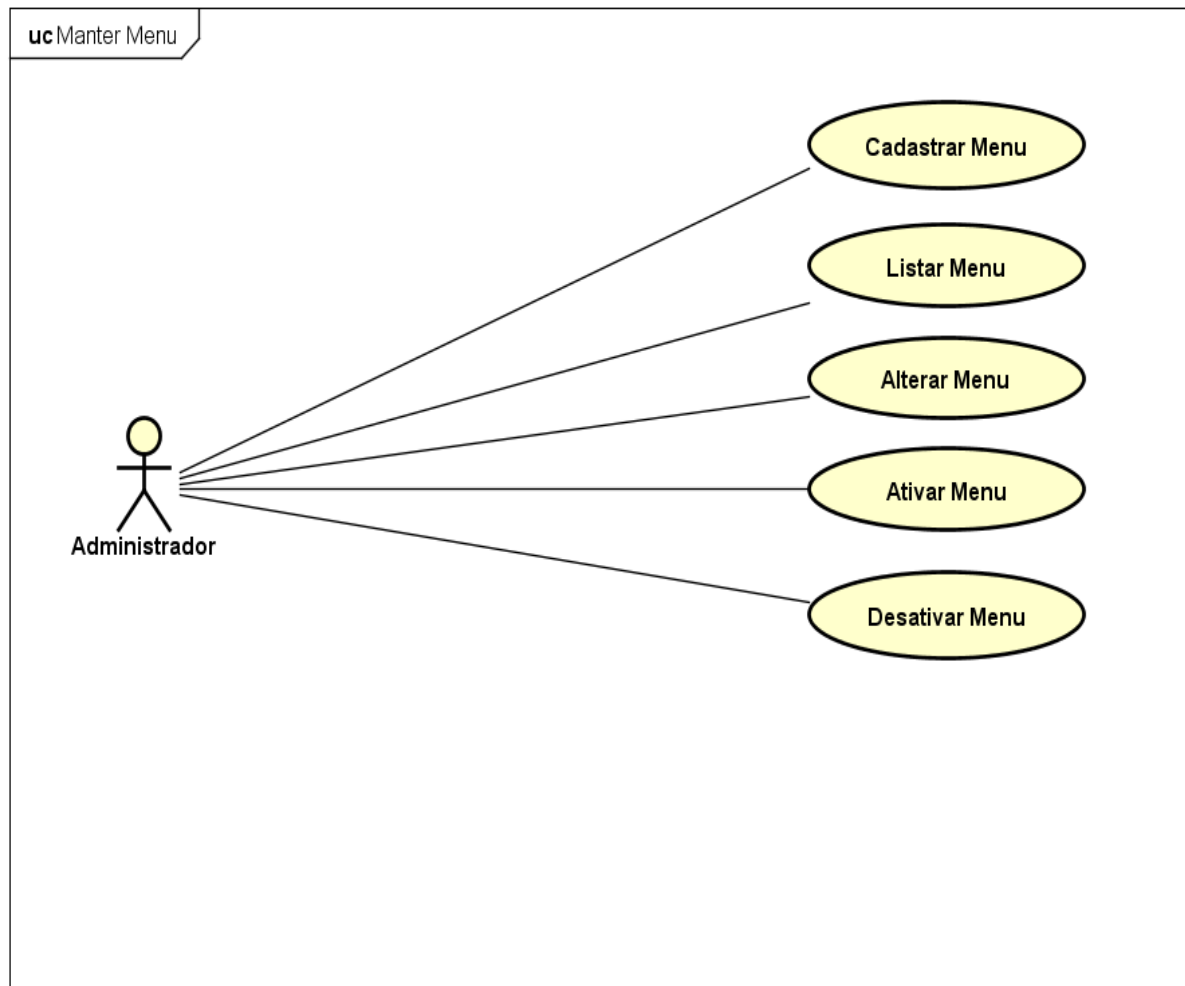 uc Manter Menu
Cadastrar Menu
Listar Menu
Alterar Menu
Ativar Menu
Desativar Menu
Administrador